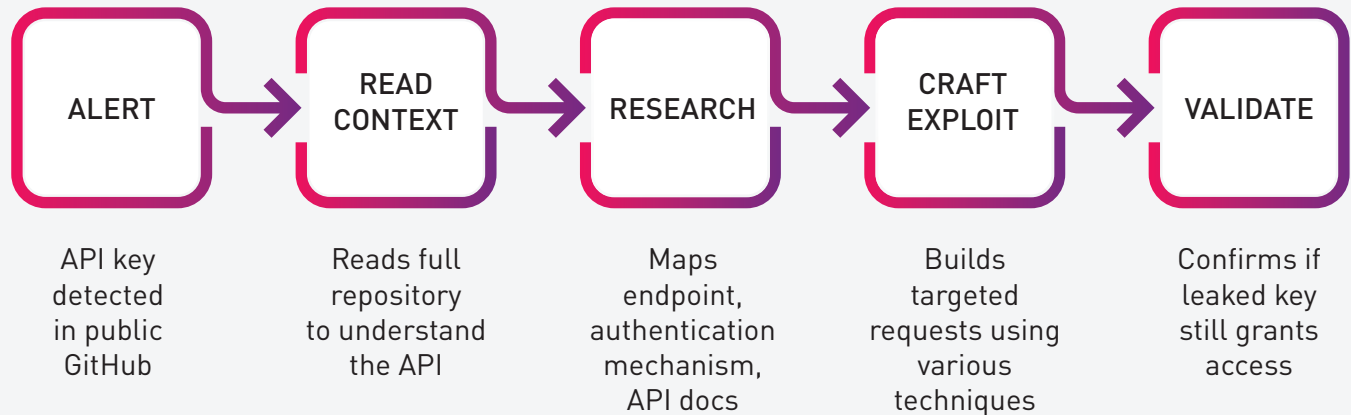 ALERT
READ
CONTEXT
RESEARCH
CRAFT
EXPLOIT
VALIDATE
API key
detected
in public
GitHub
Reads full
repository
to understand
the API
Maps
endpoint,
authentication
mechanism,
API docs
Builds
targeted
requests using
various
techniques
Confirms if
leaked key
still grants
access